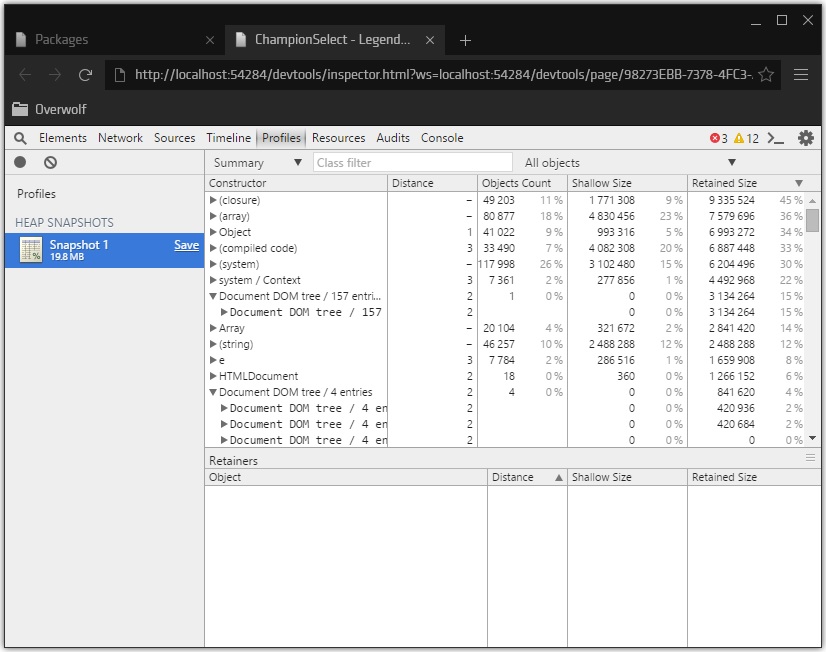 Packages
ChampionSelect - Legend...
http://localhost:54284/devtools/inspector.html?ws=localhost:54284/devtools/page/98273EBB-7378-4FC3-.
Overwolf
Elements Network Sources Timeline Profiles Resources Audits Console 3 12
Summary Class filter All objects
Profiles
HEAP SNAPSHOTS
Snapshot 1 Save
19.8 MB
Constructor Distance Objects Count Shallow Size Retained Size
(closure) – 49 203 11 % 1 771 308 9 % 9 335 524 45 %
(array) – 80 877 18 % 4 830 456 23 % 7 579 696 36 %
Object 1 41 022 9 % 993 316 5 % 6 993 272 34 %
(compiled code) 3 33 490 7 % 4 082 308 20 % 6 887 448 33 %
(system) – 117 998 26 % 3 102 480 15 % 6 204 496 30 %
system / Context 3 7 361 2 % 277 856 1 % 4 492 968 22 %
Document DOM tree / 157 entri... 2 1 0 % 0 0 % 3 134 264 15 %
Document DOM tree / 157 2 0 0 % 3 134 264 15 %
Array – 20 104 4 % 321 672 2 % 2 841 420 14 %
(string) – 46 257 10 % 2 488 288 12 % 2 488 288 12 %
e 3 7 784 2 % 286 516 1 % 1 659 908 8 %
HTMLDocument 2 18 0 % 360 0 % 1 266 152 6 %
Document DOM tree / 4 entries 2 4 0 % 0 0 % 841 620 4 %
Document DOM tree / 4 en 2 0 0 % 420 936 2 %
Document DOM tree / 4 en 2 0 0 % 420 684 2 %
Document DOM tree / 4 en 2 0 0 % 0 0 %
Retainers
Object Distance Shallow Size Retained Size